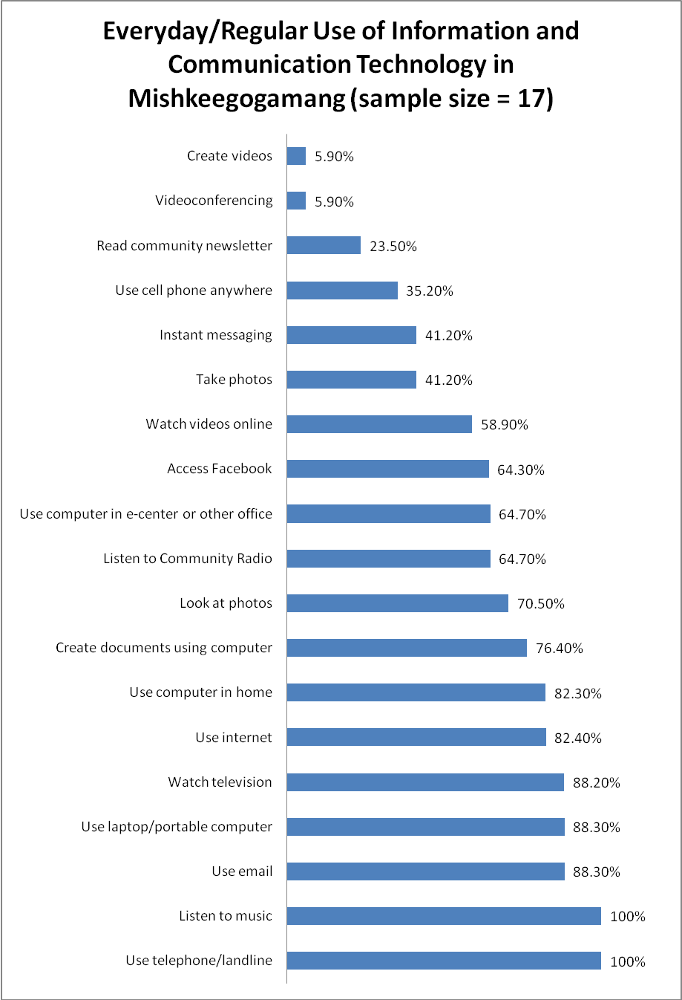 Everyday/Regular Use of Information and
Communication Technology in
Mishkeegogamang (sample size = 17)
Create videos 5.90%
Videoconferencing 5.90%
Read community newsletter 23.50%
Use cell phone anywhere 35.20%
Instant messaging 41.20%
Take photos 41.20%
Watch videos online 58.90%
Access Facebook 64.30%
Use computer in e-center or other office 64.70%
Listen to Community Radio 64.70%
Look at photos 70.50%
Create documents using computer 76.40%
Use computer in home 82.30%
Use internet 82.40%
Watch television 88.20%
Use laptop/portable computer 88.30%
Use email 88.30%
Listen to music 100%
Use telephone/landline 100%